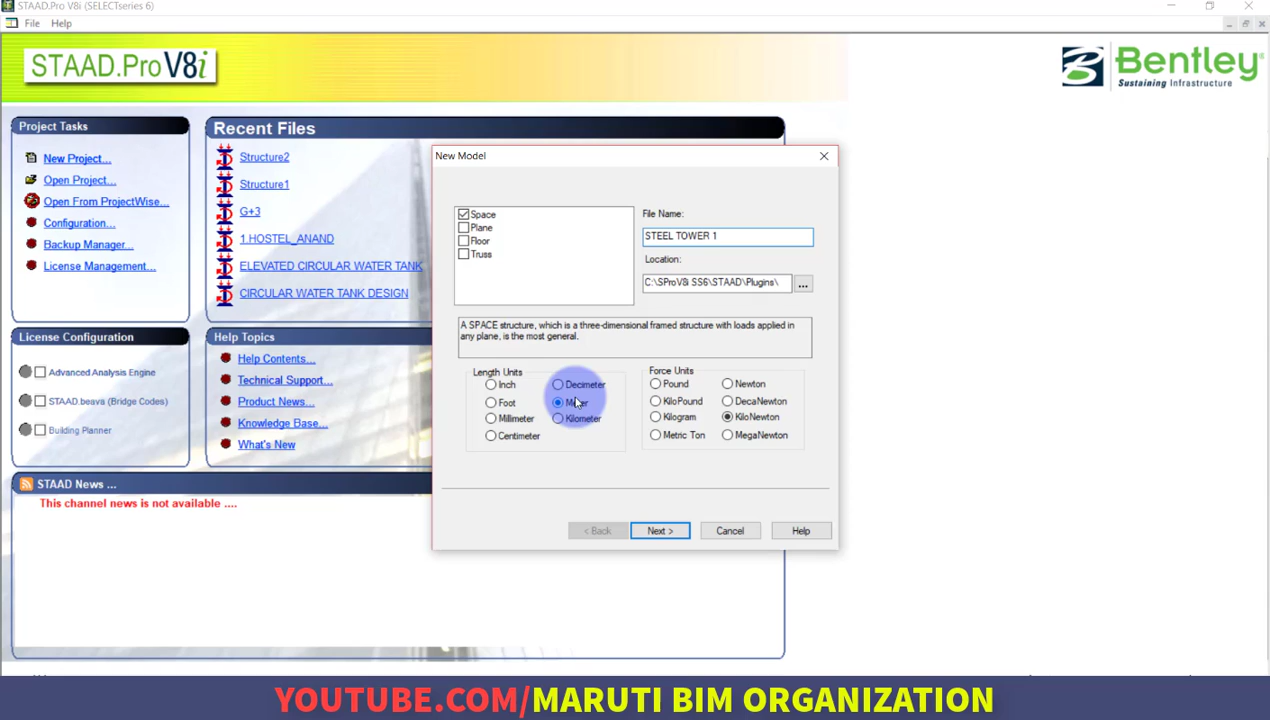 STAAD.Pro V8i (SELECTseries 6)
File Help
STAAD.Pro V8i
Bentley
Sustaining Infrastructure
Project Tasks
New Project...
Open Project...
Open From ProjectWise...
Configuration...
Backup Manager...
License Management...
Recent Files
Structure2
Structure1
G+3
1.HOSTEL_ANAND
ELEVATED CIRCULAR WATER TANK
CIRCULAR WATER TANK DESIGN
License Configuration
Advanced Analysis Engine
STAAD.beava (Bridge Codes)
Building Planner
Help Topics
Help Contents...
Technical Support...
Product News...
Knowledge Base...
What's New
STAAD News ...
This channel news is not available ....
New Model
Space
Plane
Floor
Truss
File Name:
STEEL TOWER 1
Location:
C:\SProV8i SS6\STAAD\Plugins\
...
A SPACE structure, which is a three-dimensional framed structure with loads applied in
any plane, is the most general.
Length Units
Inch
Foot
Millimeter
Centimeter
Decimeter
Meter
Kilometer
Force Units
Pound
KiloPound
Kilogram
Metric Ton
Newton
DecaNewton
KiloNewton
MegaNewton
< Back Next > Cancel Help
YOUTUBE.COM/MARUTI BIM ORGANIZATION